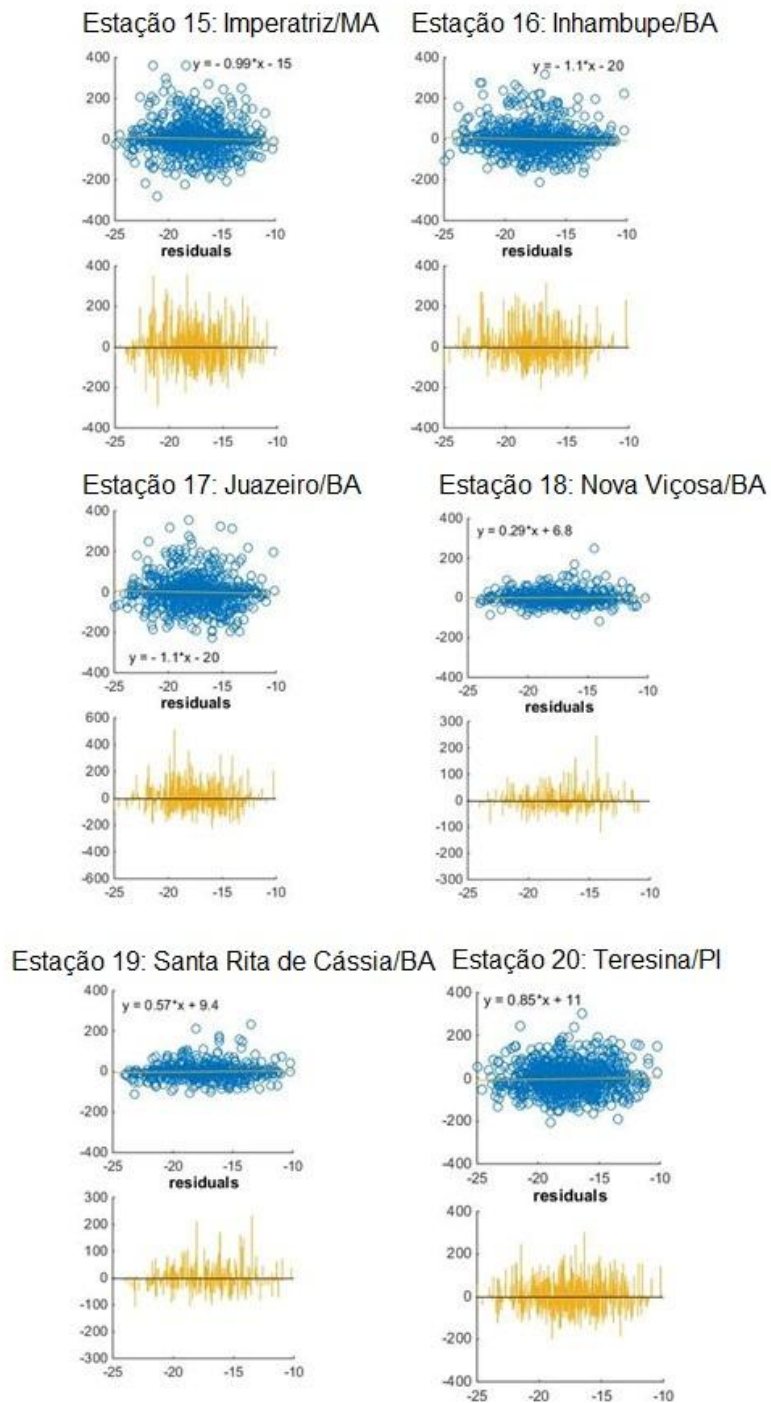 Estação 15: Imperatriz/MA
400
y = - 0.99*x - 15
200
0
-200
-400
-25 -20 -15 -10
residuals
400
200
0
-200
-400
-25 -20 -15 -10
Estação 16: Inhambupe/BA
400
y = - 1.1*x - 20
200
0
-200
-400
-25 -20 -15 -10
residuals
400
200
0
-200
-400
-25 -20 -15 -10
Estação 17: Juazeiro/BA
400
200
0
-200
y = - 1.1*x - 20
-400
-25 -20 -15 -10
residuals
600
400
200
0
-200
-400
-600
-25 -20 -15 -10
Estação 18: Nova Viçosa/BA
400
y = 0.29*x + 6.8
200
0
-200
-400
-25 -20 -15 -10
residuals
300
200
100
0
-100
-200
-300
-25 -20 -15 -10
Estação 19: Santa Rita de Cássia/BA
400
y = 0.57*x + 9.4
200
0
-200
-400
-25 -20 -15 -10
residuals
300
200
100
0
-100
-200
-300
-25 -20 -15 -10
Estação 20: Teresina/PI
400
y = 0.85*x + 11
200
0
-200
-400
-25 -20 -15 -10
residuals
400
200
0
-200
-400
-25 -20 -15 -10